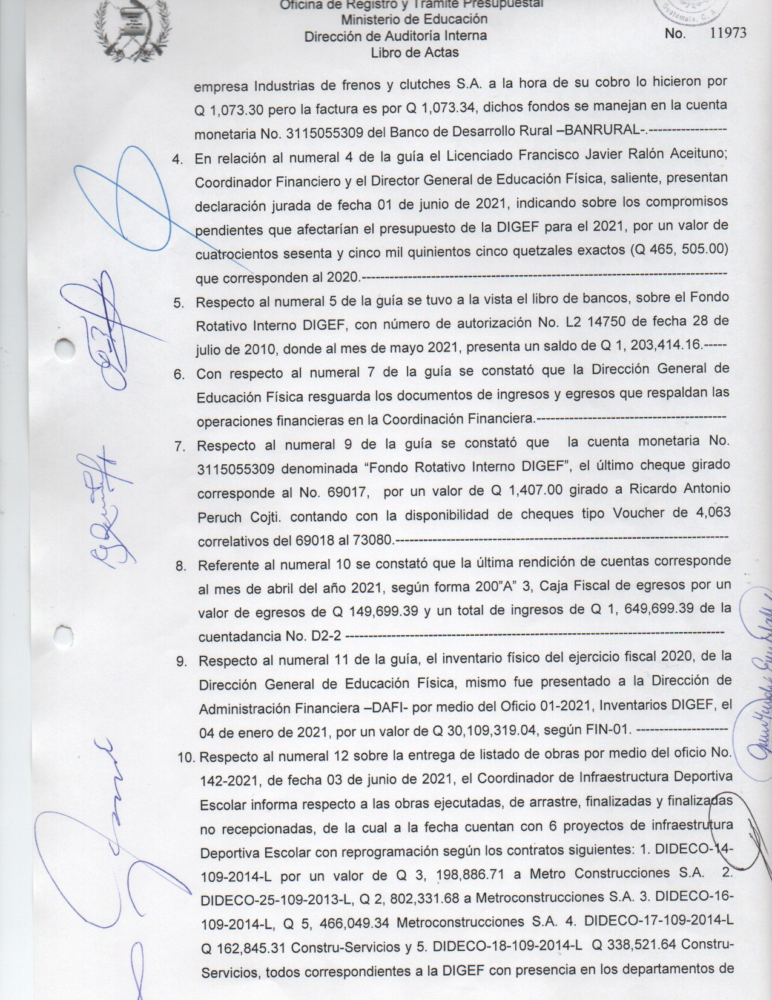 Oficina de Registro y Trámite Presupuestal
Ministerio de Educación
Dirección de Auditoría Interna
Libro de Actas
Guatemala, C. A.
No. 11973
empresa Industrias de frenos y clutches S.A. a la hora de su cobro lo hicieron por
Q 1,073.30 pero la factura es por Q 1,073.34, dichos fondos se manejan en la cuenta
monetaria No. 3115055309 del Banco de Desarrollo Rural –BANRURAL-.-----------------
4. En relación al numeral 4 de la guía el Licenciado Francisco Javier Ralón Aceituno;
Coordinador Financiero y el Director General de Educación Física, saliente, presentan
declaración jurada de fecha 01 de junio de 2021, indicando sobre los compromisos
pendientes que afectarían el presupuesto de la DIGEF para el 2021, por un valor de
cuatrocientos sesenta y cinco mil quinientos cinco quetzales exactos (Q 465, 505.00)
que corresponden al 2020.-------------------------------------------------------------------------------
5. Respecto al numeral 5 de la guía se tuvo a la vista el libro de bancos, sobre el Fondo
Rotativo Interno DIGEF, con número de autorización No. L2 14750 de fecha 28 de
julio de 2010, donde al mes de mayo 2021, presenta un saldo de Q 1, 203,414.16.-----
6. Con respecto al numeral 7 de la guía se constató que la Dirección General de
Educación Física resguarda los documentos de ingresos y egresos que respaldan las
operaciones financieras en la Coordinación Financiera.-----------------------------------------
7. Respecto al numeral 9 de la guía se constató que la cuenta monetaria No.
3115055309 denominada “Fondo Rotativo Interno DIGEF”, el último cheque girado
corresponde al No. 69017, por un valor de Q 1,407.00 girado a Ricardo Antonio
Peruch Cojti. contando con la disponibilidad de cheques tipo Voucher de 4,063
correlativos del 69018 al 73080.------------------------------------------------------------------------
8. Referente al numeral 10 se constató que la última rendición de cuentas corresponde
al mes de abril del año 2021, según forma 200”A” 3, Caja Fiscal de egresos por un
valor de egresos de Q 149,699.39 y un total de ingresos de Q 1, 649,699.39 de la
cuentadancia No. D2-2 ----------------------------------------------------------------------------------
9. Respecto al numeral 11 de la guía, el inventario físico del ejercicio fiscal 2020, de la
Dirección General de Educación Física, mismo fue presentado a la Dirección de
Administración Financiera –DAFI- por medio del Oficio 01-2021, Inventarios DIGEF, el
04 de enero de 2021, por un valor de Q 30,109,319.04, según FIN-01. --------------------
10. Respecto al numeral 12 sobre la entrega de listado de obras por medio del oficio No.
142-2021, de fecha 03 de junio de 2021, el Coordinador de Infraestructura Deportiva
Escolar informa respecto a las obras ejecutadas, de arrastre, finalizadas y finalizadas
no recepcionadas, de la cual a la fecha cuentan con 6 proyectos de infraestrutura
Deportiva Escolar con reprogramación según los contratos siguientes: 1. DIDECO-14-
109-2014-L por un valor de Q 3, 198,886.71 a Metro Construcciones S.A. 2.
DIDECO-25-109-2013-L, Q 2, 802,331.68 a Metroconstrucciones S.A. 3. DIDECO-16-
109-2014-L, Q 5, 466,049.34 Metroconstrucciones S.A. 4. DIDECO-17-109-2014-L
Q 162,845.31 Constru-Servicios y 5. DIDECO-18-109-2014-L Q 338,521.64 Constru-
Servicios, todos correspondientes a la DIGEF con presencia en los departamentos de